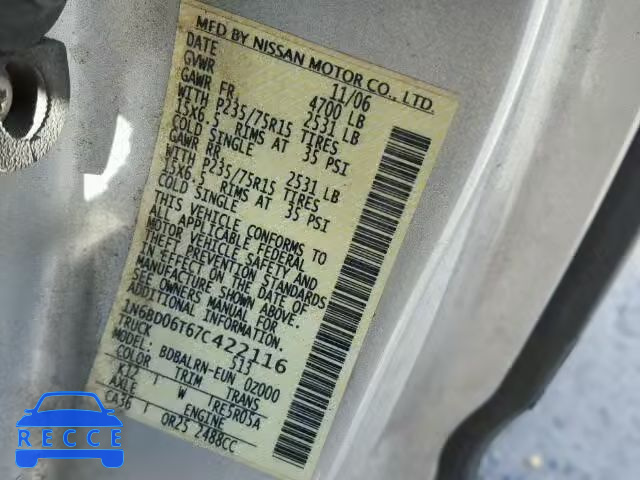 MFD BY NISSAN MOTOR CO., LTD.
DATE 11/06
GVWR 4700 LB
GAWR FR 2531 LB
WITH P235/75R15 TIRES
15X6.5 RIMS AT 35 PSI
COLD SINGLE
GAWR RR 2531 LB
WITH P235/75R15 TIRES
15X6.5 RIMS AT 35 PSI
COLD SINGLE
THIS VEHICLE CONFORMS TO
ALL APPLICABLE FEDERAL
MOTOR VEHICLE SAFETY AND
THEFT PREVENTION STANDARDS
IN EFFECT ON THE DATE OF
MANUFACTURE SHOWN ABOVE.
SEE OWNERS MANUAL FOR
ADDITIONAL INFORMATION.
1N6BD06T67C422116
TRUCK 513
MODEL: BDBALRN-EUN 02000
COLOR TRIM TRANS
K12 W TRE5R05A
AXLE ENGINE
CA36 QR25 2488CC
RECCE